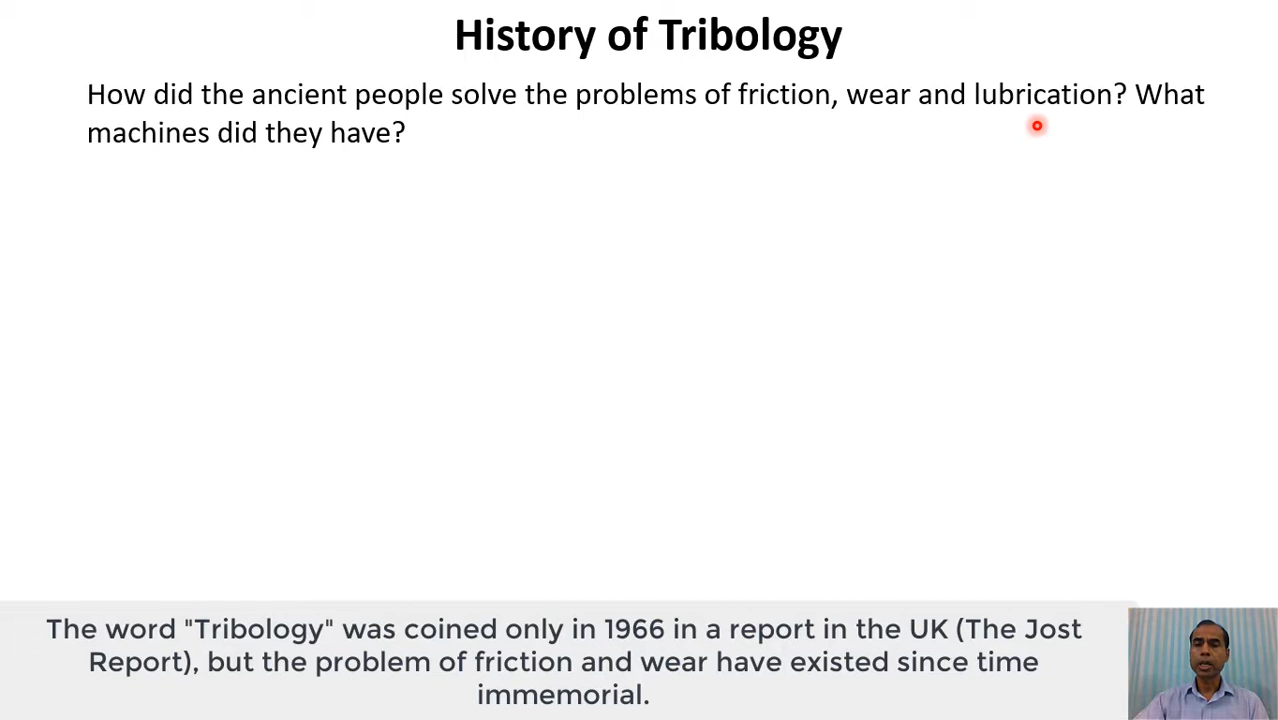 History of Tribology
How did the ancient people solve the problems of friction, wear and lubrication? What
machines did they have?
The word "Tribology" was coined only in 1966 in a report in the UK (The Jost
Report), but the problem of friction and wear have existed since time
immemorial.